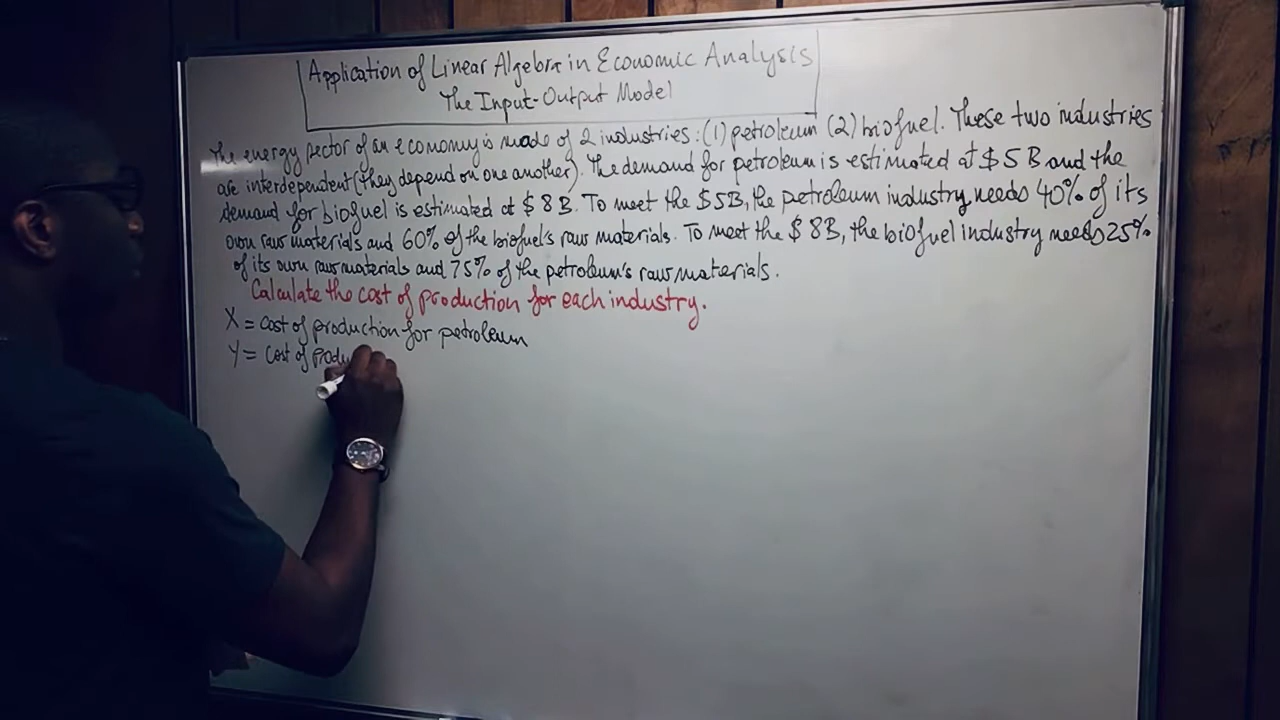 Application of Linear Algebra in Economic Analysis
The Input-Output Model
The energy sector of an economy is made of 2 industries: (1) petroleum (2) biofuel. These two industries
are interdependent (they depend on one another). The demand for petroleum is estimated at $5B and the
demand for biofuel is estimated at $8B. To meet the $5B, the petroleum industry needs 40% of its
own raw materials and 60% of the biofuel's raw materials. To meet the $8B, the biofuel industry needs 25%
of its own raw materials and 75% of the petroleum's raw materials.
Calculate the cost of production for each industry.
X = cost of production for petroleum
Y = cost of produ